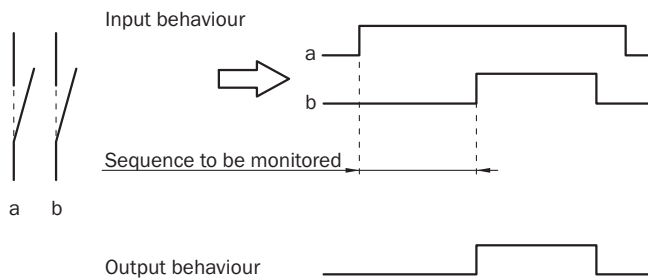 Input behaviour
a
b
Sequence to be monitored
a b
Output behaviour